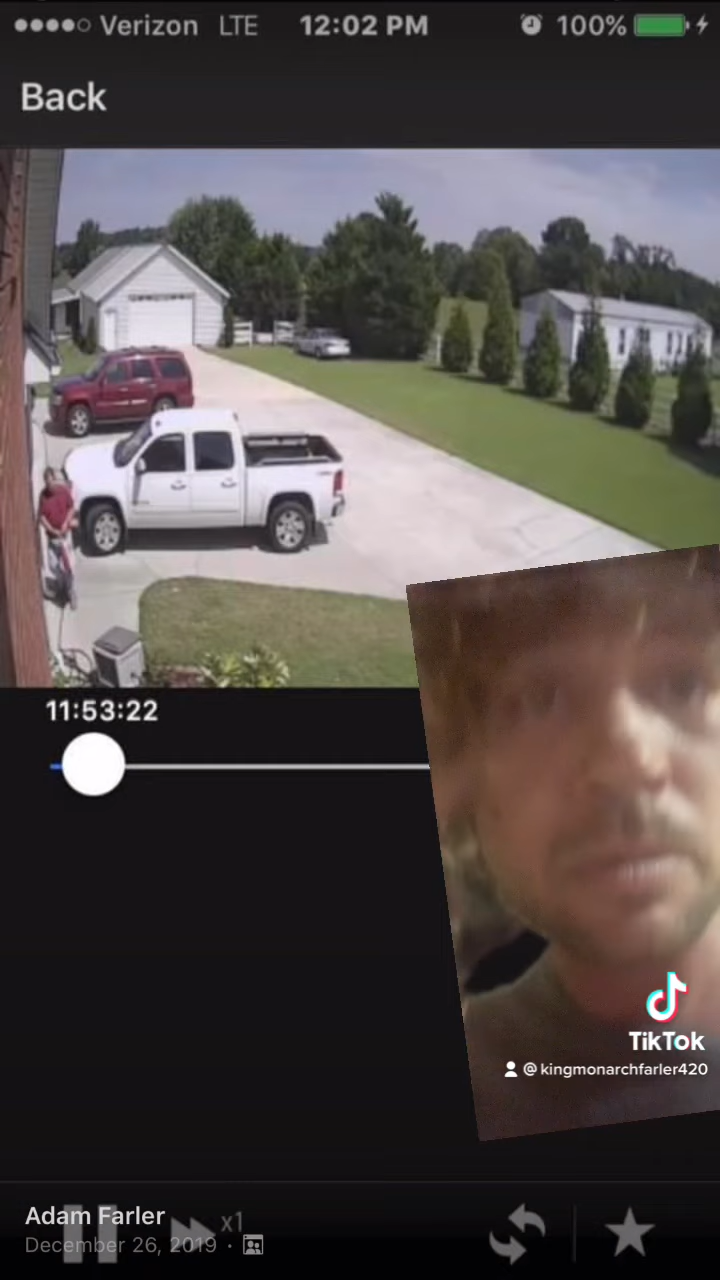 Verizon LTE 12:02 PM 100%
Back
11:53:22
TikTok
@kingmonarchfarler420
x1
Adam Farler
December 26, 2019 ·